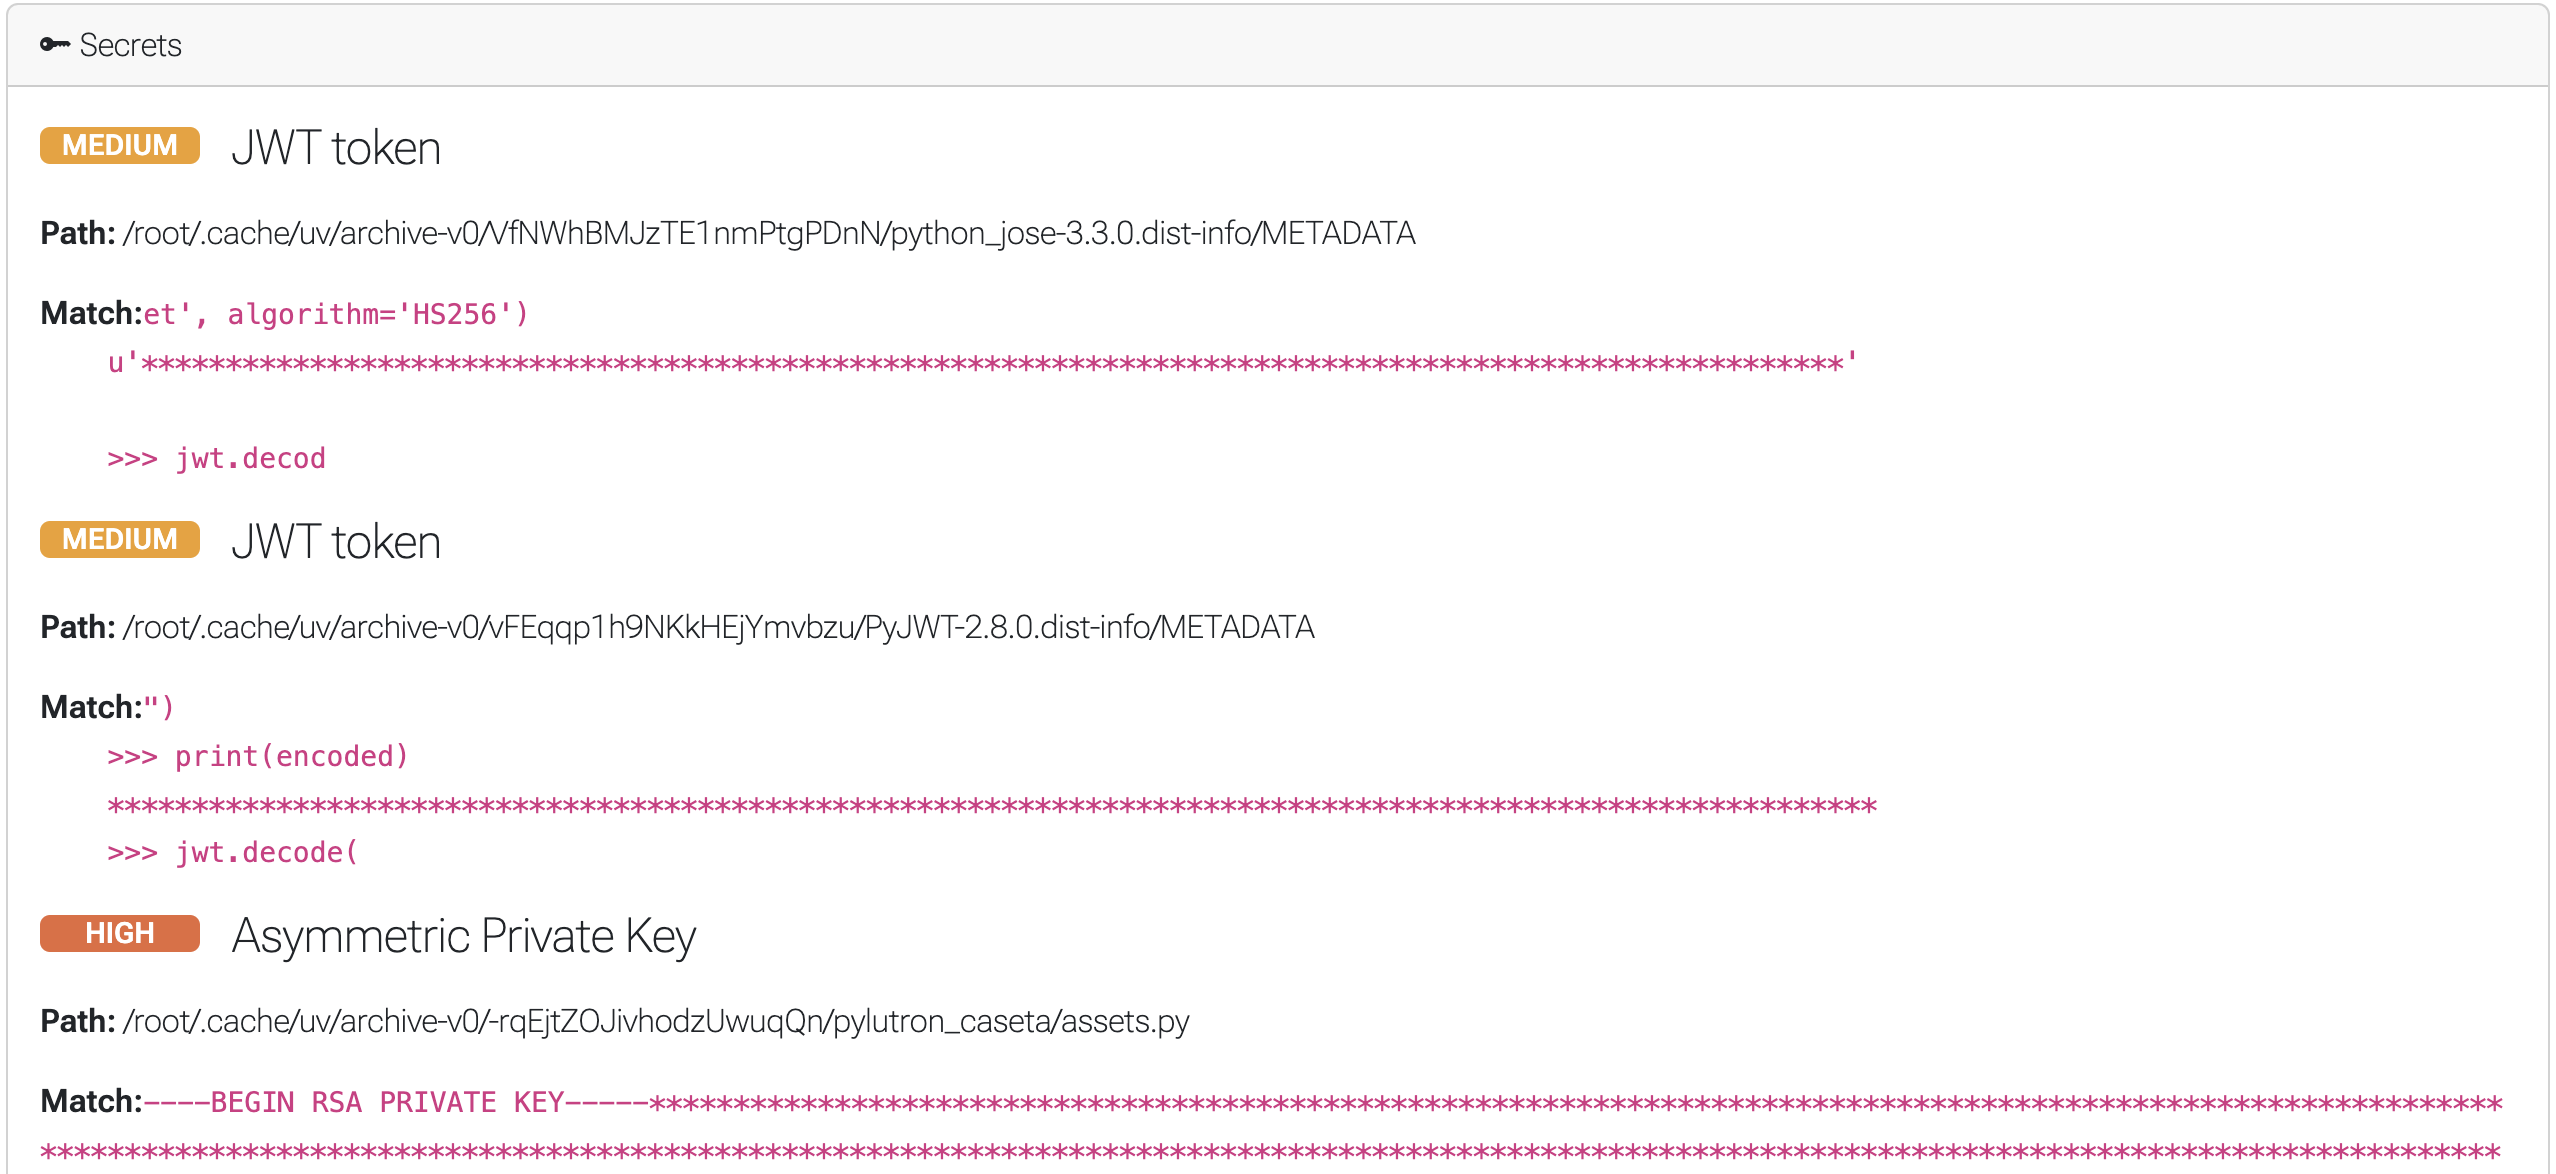 Secrets
MEDIUM JWT token
Path: /root/.cache/uv/archive-v0/VfNWhBMJzTE1nmPtgPDnN/python_jose-3.3.0.dist-info/METADATA
Match:et', algorithm='HS256')
u'*****************************************************************************************************'
>>> jwt.decod
MEDIUM JWT token
Path: /root/.cache/uv/archive-v0/vFEqqp1h9NKkHEjYmvbzu/PyJWT-2.8.0.dist-info/METADATA
Match:")
>>> print(encoded)
*********************************************************************************************************
>>> jwt.decode(
HIGH Asymmetric Private Key
Path: /root/.cache/uv/archive-v0/-rqEjtZOJivhodzUwuqQn/pylutron_caseta/assets.py
Match:----BEGIN RSA PRIVATE KEY-----**************************************************************************************************************
**************************************************************************************************************************************************